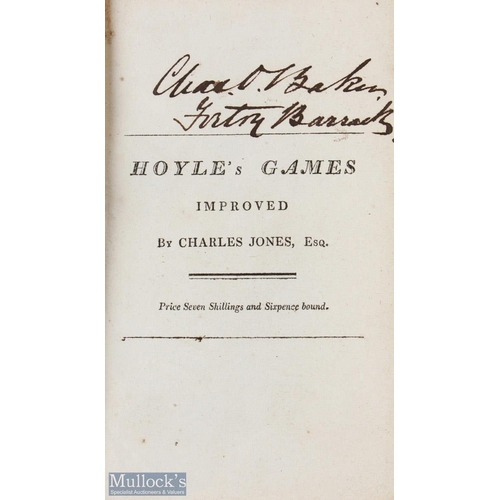 Chas. O. Baker
Forton Barracks
HOYLE's GAMES
IMPROVED
BY CHARLES JONES, Esq.
Price Seven Shillings and Sixpence bound.
Mullock's
Specialist Auctioneers & Valuers